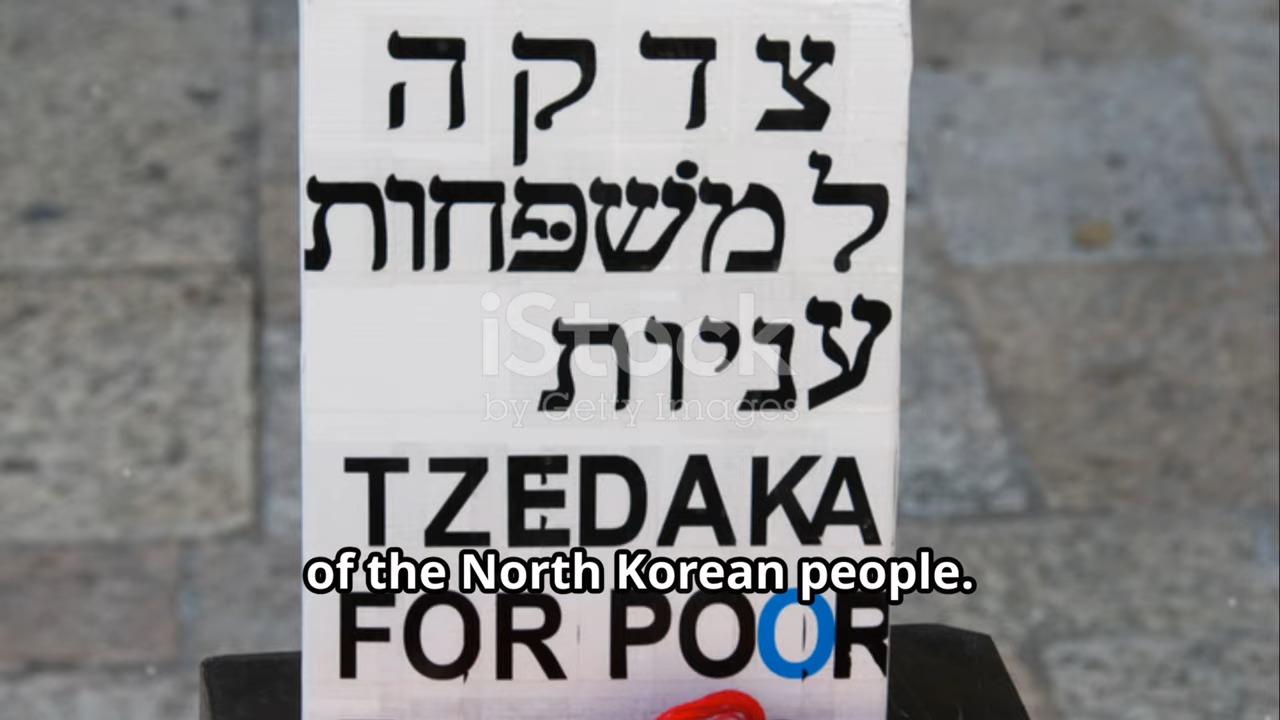 צדקה
למשפחות
עניות
iStock
by Getty Images
TZEDAKA
of the North Korean people.
FOR POOR